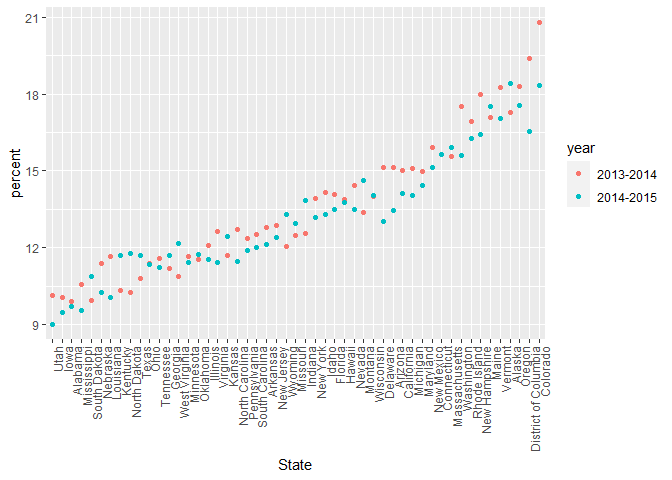 21
18
15
12
9
percent
Utah
Iowa
Alabama
Mississippi
South Dakota
Nebraska
Louisiana
Kentucky
North Dakota
Texas
Ohio
Tennessee
Georgia
West Virginia
Minnesota
Oklahoma
Illinois
Virginia
Kansas
North Carolina
Pennsylvania
South Carolina
Arkansas
New Jersey
Wyoming
Missouri
Indiana
New York
Idaho
Florida
Hawaii
Nevada
Montana
Wisconsin
Delaware
Arizona
California
Michigan
Maryland
New Mexico
Connecticut
Massachusetts
Washington
Rhode Island
New Hampshire
Maine
Vermont
Alaska
Oregon
District of Columbia
Colorado
State
year
2013-2014
2014-2015